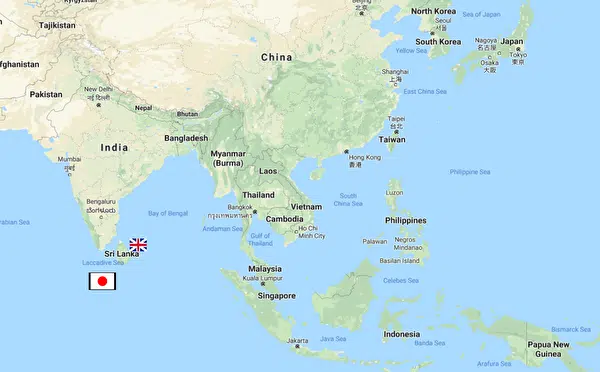 Kyrgyzstan
North Korea
Sea of Japan
Beijing
北京
Tajikistan
Seoul
서울
China
Japan
Nagoya
名古屋
Tokyo
東京
South Korea
Yellow Sea
Osaka
大阪
fghanistan
Shanghai
上海
Pakistan
New Delhi
नई दिल्ली
East China Sea
Nepal
Bhutan
Taipei
台北
Bangladesh
Taiwan
India
Myanmar
(Burma)
Hong Kong
香港
Mumbai
मुंबई
Laos
Philippine Sea
Thailand
Luzon
South
China Sea
Bengaluru
Vietnam
Bangkok
กรุงเทพมหานคร
Bay of Bengal
Cambodia
Philippines
abian Sea
Andaman Sea
Gulf of
Thailand
Ho Chi
Minh City
Palawan
Negros
Mindanao
Sri Lanka
Laccadive Sea
Basilan Island
Malaysia
Kuala Lumpur
Celebes Sea
Singapore
Indonesia
Bismarck Sea
Jakarta
Java Sea
Banda Sea
Papua New
Guinea
Arafura Sea